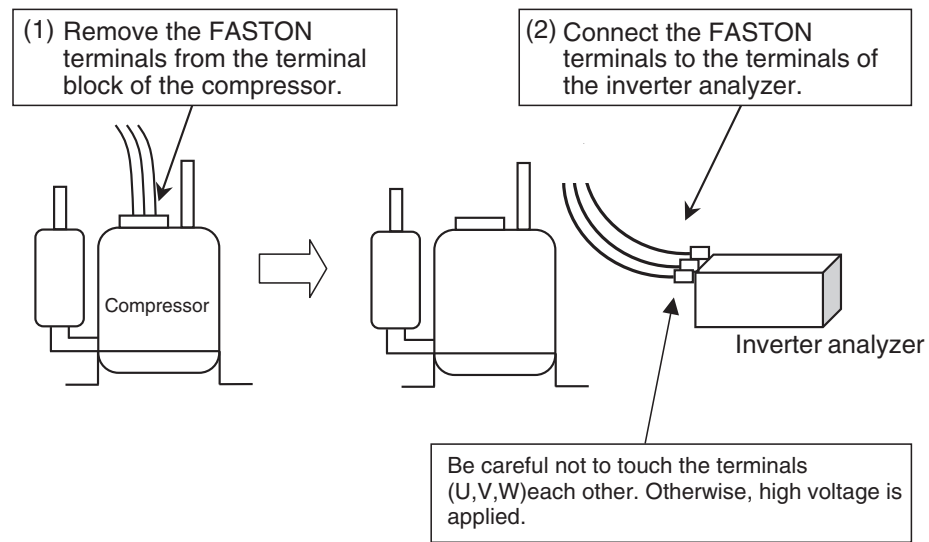 (1) Remove the FASTON
terminals from the terminal
block of the compressor.
(2) Connect the FASTON
terminals to the terminals of
the inverter analyzer.
Compressor
Inverter analyzer
Be careful not to touch the terminals
(U,V,W)each other. Otherwise, high voltage is
applied.